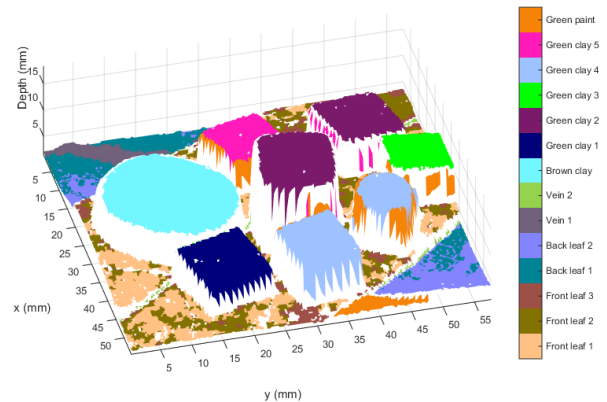 Depth (mm)
15
10
5
5
10
15
20
25
30
35
40
45
50
x (mm)
5
10
15
20
25
30
35
40
45
50
55
y (mm)
Green paint
Green clay 5
Green clay 4
Green clay 3
Green clay 2
Green clay 1
Brown clay
Vein 2
Vein 1
Back leaf 2
Back leaf 1
Front leaf 3
Front leaf 2
Front leaf 1